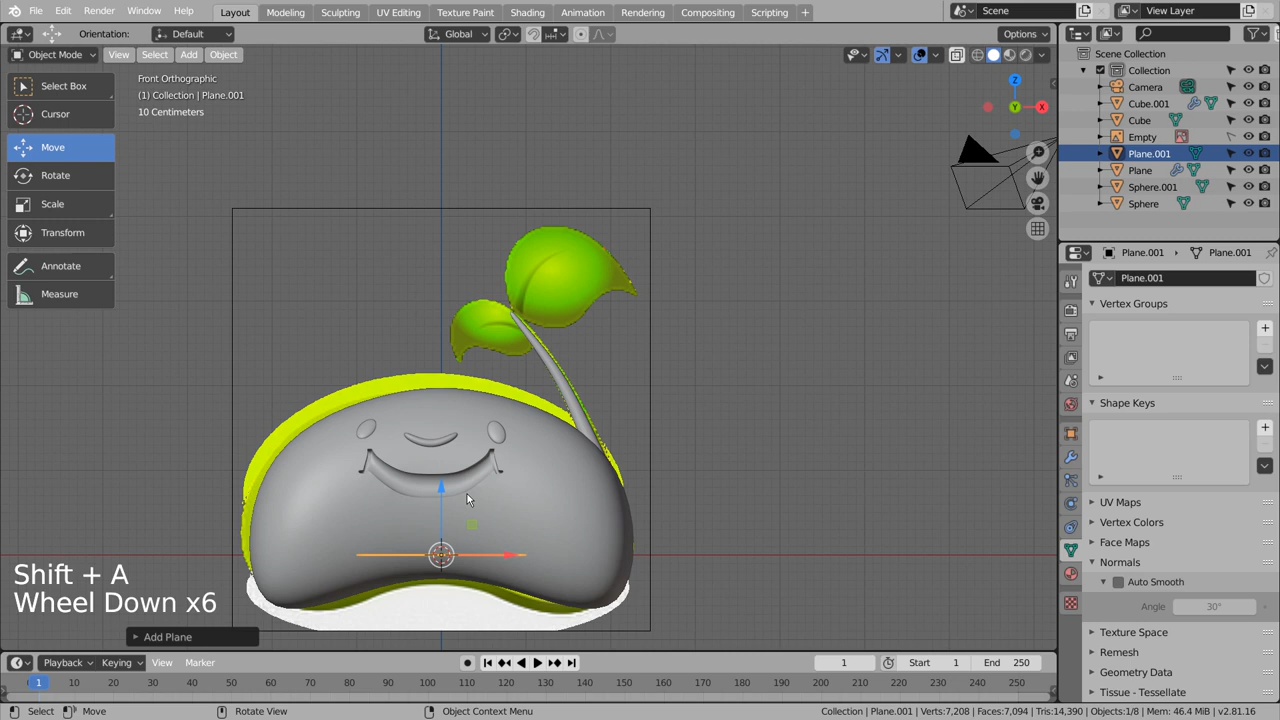 File Edit Render Window Help Layout Modeling Sculpting UV Editing Texture Paint Shading Animation Rendering Compositing Scripting + Scene View Layer
Orientation: Default Global Options
Object Mode View Select Add Object
Select Box
Cursor
Move
Rotate
Scale
Transform
Annotate
Measure
Front Orthographic
(1) Collection | Plane.001
10 Centimeters
Z
Y
X
Shift + A
Wheel Down x6
Add Plane
Scene Collection
Collection
Camera
Cube.001
Cube
Empty
Plane.001
Plane
Sphere.001
Sphere
Plane.001 Plane.001
Plane.001
Vertex Groups
Shape Keys
UV Maps
Vertex Colors
Face Maps
Normals
Auto Smooth
Angle 30°
Texture Space
Remesh
Geometry Data
Tissue - Tessellate
Playback Keying View Marker 1 Start 1 End 250
1 10 20 30 40 50 60 70 80 90 100 110 120 130 140 150 160 170 180 190 200 210 220 230 240 250
Select Move Rotate View Object Context Menu Collection | Plane.001 | Verts:7,208 | Faces:7,094 | Tris:14,390 | Objects:1/8 | Mem: 46.4 MiB | v2.81.16